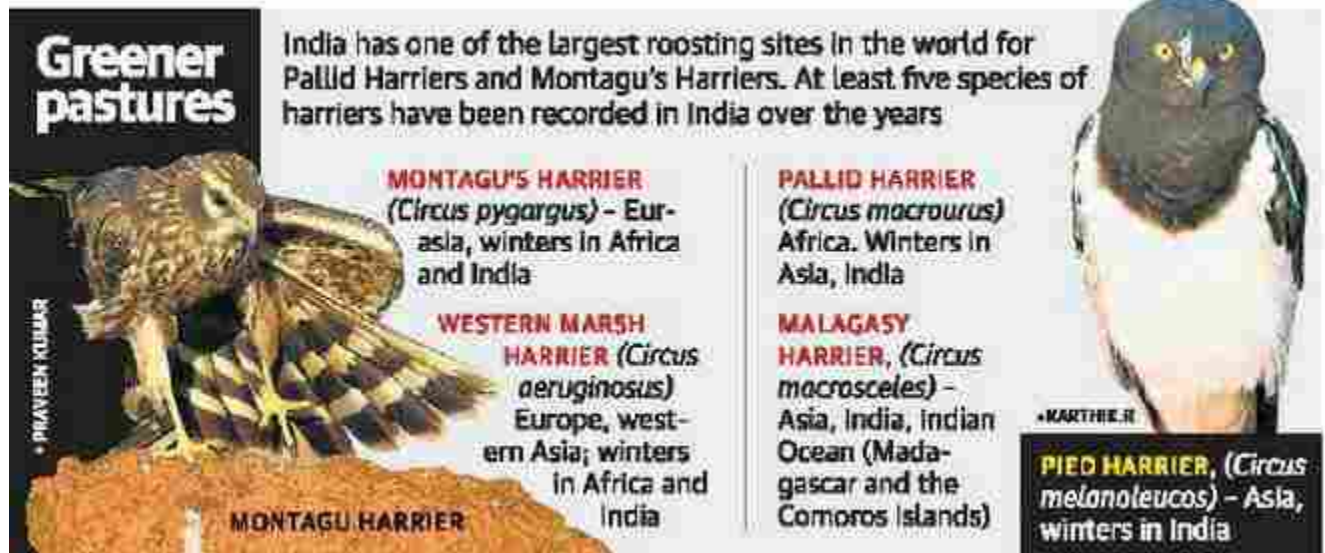 Greener
pastures
India has one of the largest roosting sites in the world for
Pallid Harriers and Montagu's Harriers. At least five species of
harriers have been recorded in India over the years
MONTAGU'S HARRIER
(Circus pygargus) – Eur-
asia, winters in Africa
and India
WESTERN MARSH
HARRIER (Circus
aeruginosus)
Europe, west-
ern Asia; winters
in Africa and
India
PALLID HARRIER
(Circus macrourus)
Africa. Winters in
Asia, India
MALAGASY
HARRIER, (Circus
macrosceles) –
Asia, India, Indian
Ocean (Mada-
gascar and the
Comoros Islands)
• PRAVEEN KUMAR
MONTAGU HARRIER
• KARTHIK.R
PIED HARRIER, (Circus
melanoleucos) – Asia,
winters in India